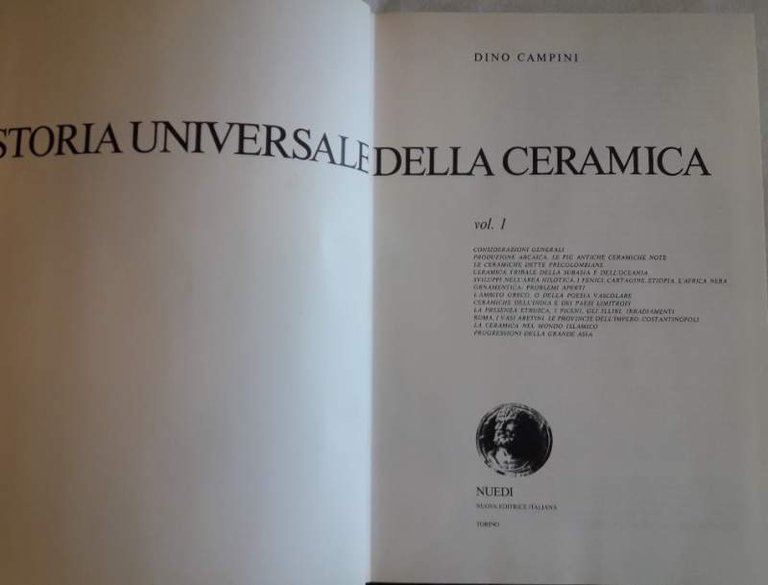 DINO CAMPINI
STORIA UNIVERSALE DELLA CERAMICA
vol. 1
CONSIDERAZIONI GENERALI
PRODUZIONE ARCAICA. LE PIÙ ANTICHE CERAMICHE NOTE
LE CERAMICHE DETTE PRECOLOMBIANE
CERAMICA TRIBALE DELLA SUBASIA E DELL'OCEANIA
SVILUPPI NELL'AREA NILOTICA. I FENICI. CARTAGINE. ETIOPIA. L'AFRICA NERA
ORNAMENTICA: PROBLEMI APERTI
L'AMBITO GRECO, O DELLA POESIA VASCOLARE
CERAMICHE DELL'INDIA E DEI PAESI LIMITROFI
LA PRESENZA ETRUSCA. I PICENI. GLI ILLIRI. IRRADIAMENTI
ROMA. I VASI ARETINI. LE PROVINCIE DELL'IMPERO. COSTANTINOPOLI
LA CERAMICA NEL MONDO ISLAMICO
PROGRESSIONI DELLA GRANDE ASIA
NUEDI
NUOVA EDITRICE ITALIANA
TORINO